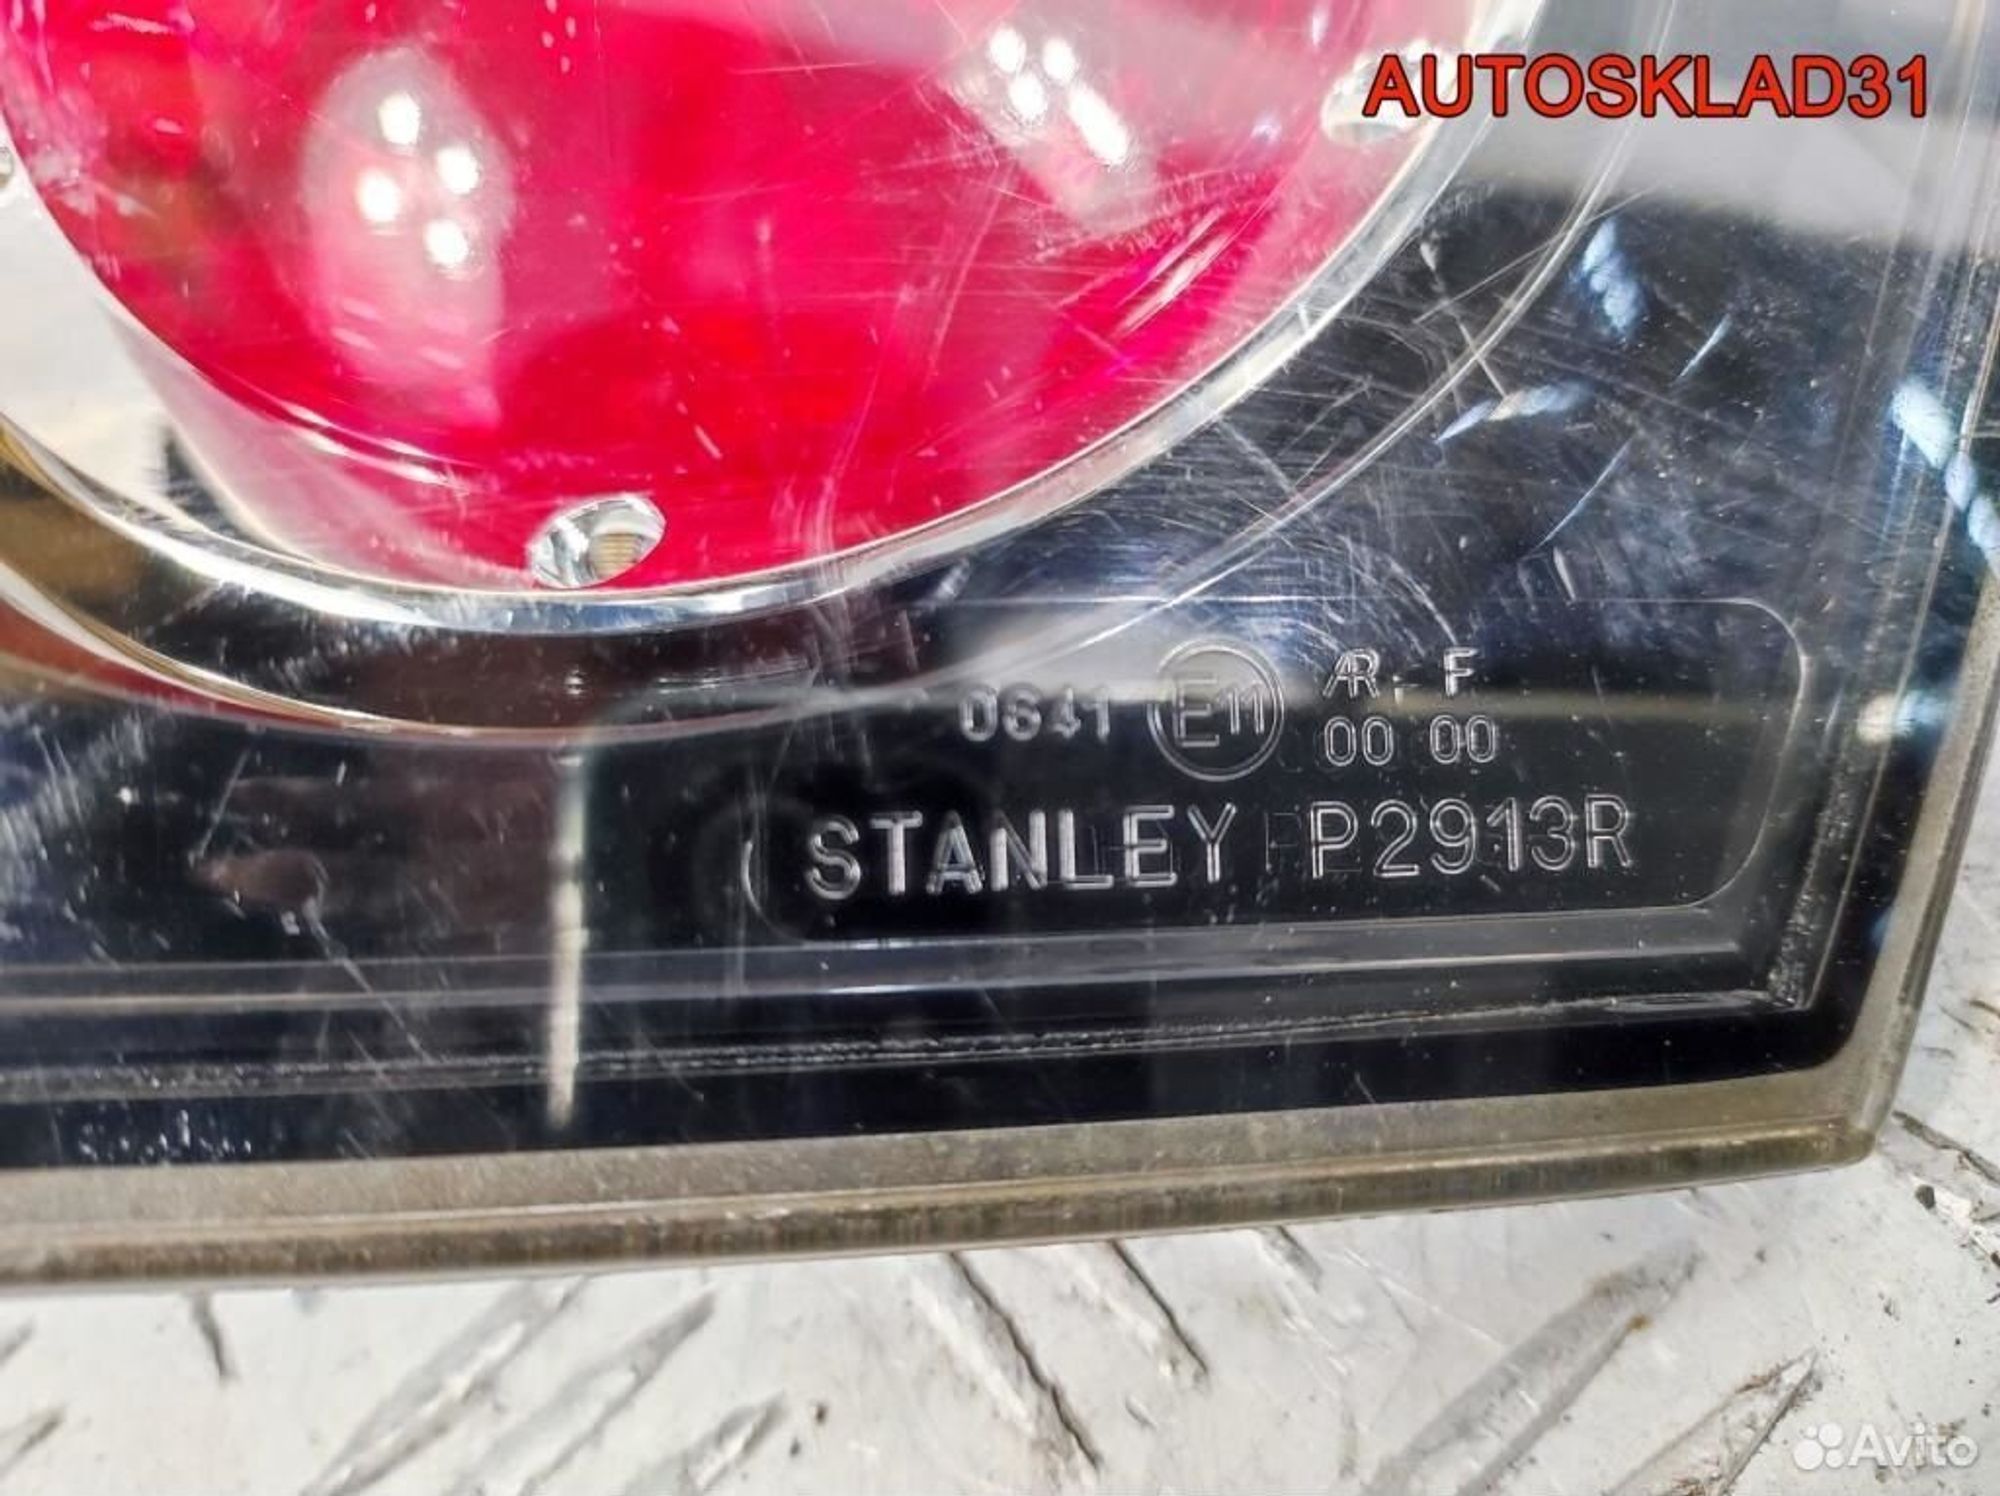 AUTOSKLAD31
0641 E11 AR F
00 00
STANLEY P2913R
Avito